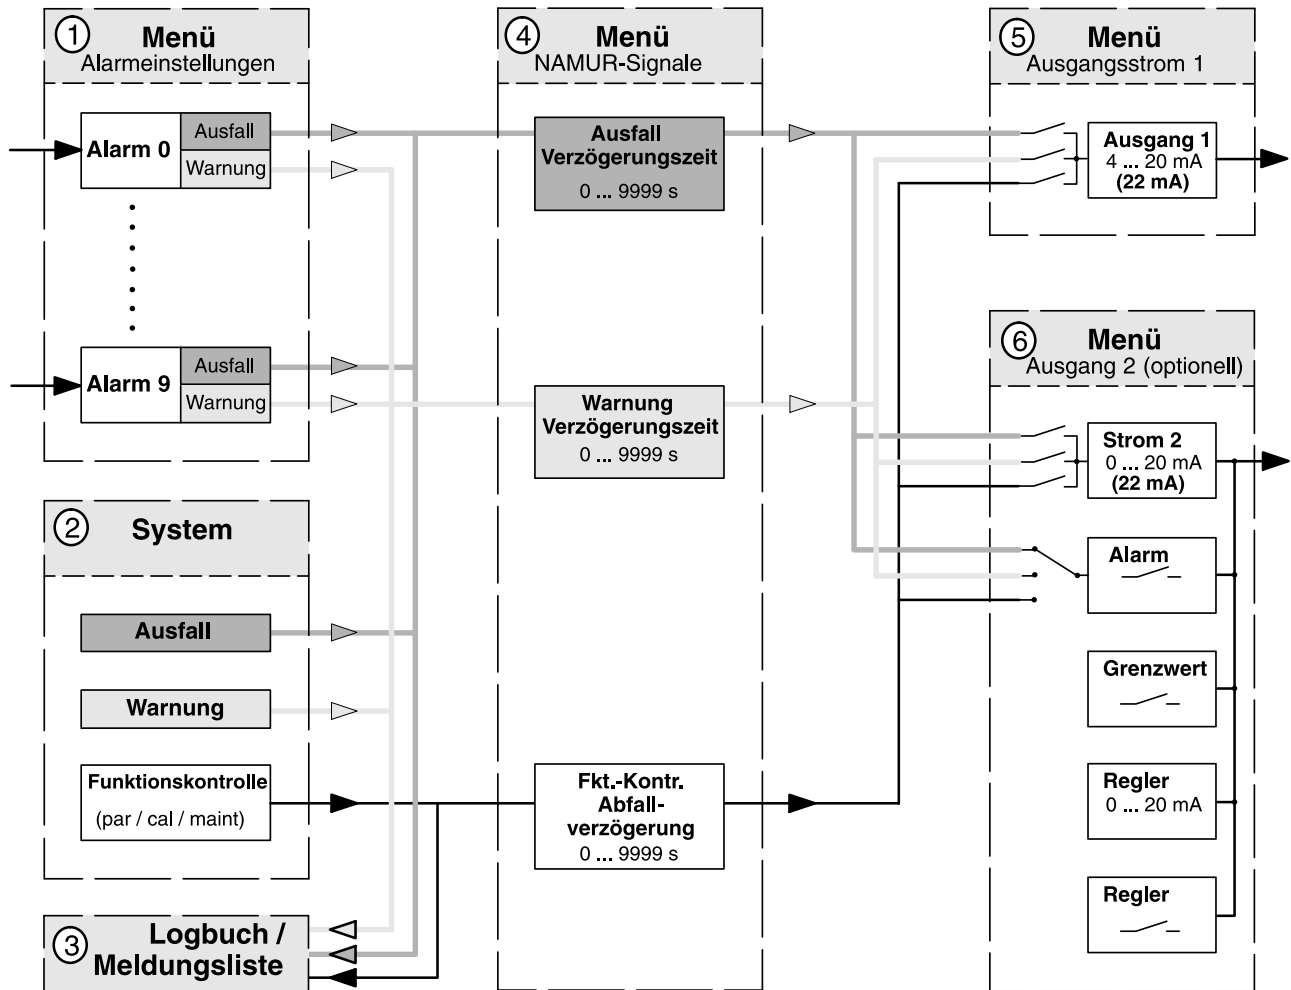 1
Menü
Alarmeinstellungen
Alarm 0
Ausfall
Warnung
Alarm 9
Ausfall
Warnung
2
System
Ausfall
Warnung
Funktionskontrolle
(par / cal / maint)
3
Logbuch /
Meldungsliste
4
Menü
NAMUR-Signale
Ausfall
Verzögerungszeit
0 ... 9999 s
Warnung
Verzögerungszeit
0 ... 9999 s
Fkt.-Kontr.
Abfall-
verzögerung
0 ... 9999 s
5
Menü
Ausgangsstrom 1
Ausgang 1
4 ... 20 mA
(22 mA)
6
Menü
Ausgang 2 (optionell)
Strom 2
0 ... 20 mA
(22 mA)
Alarm
Grenzwert
Regler
0 ... 20 mA
Regler